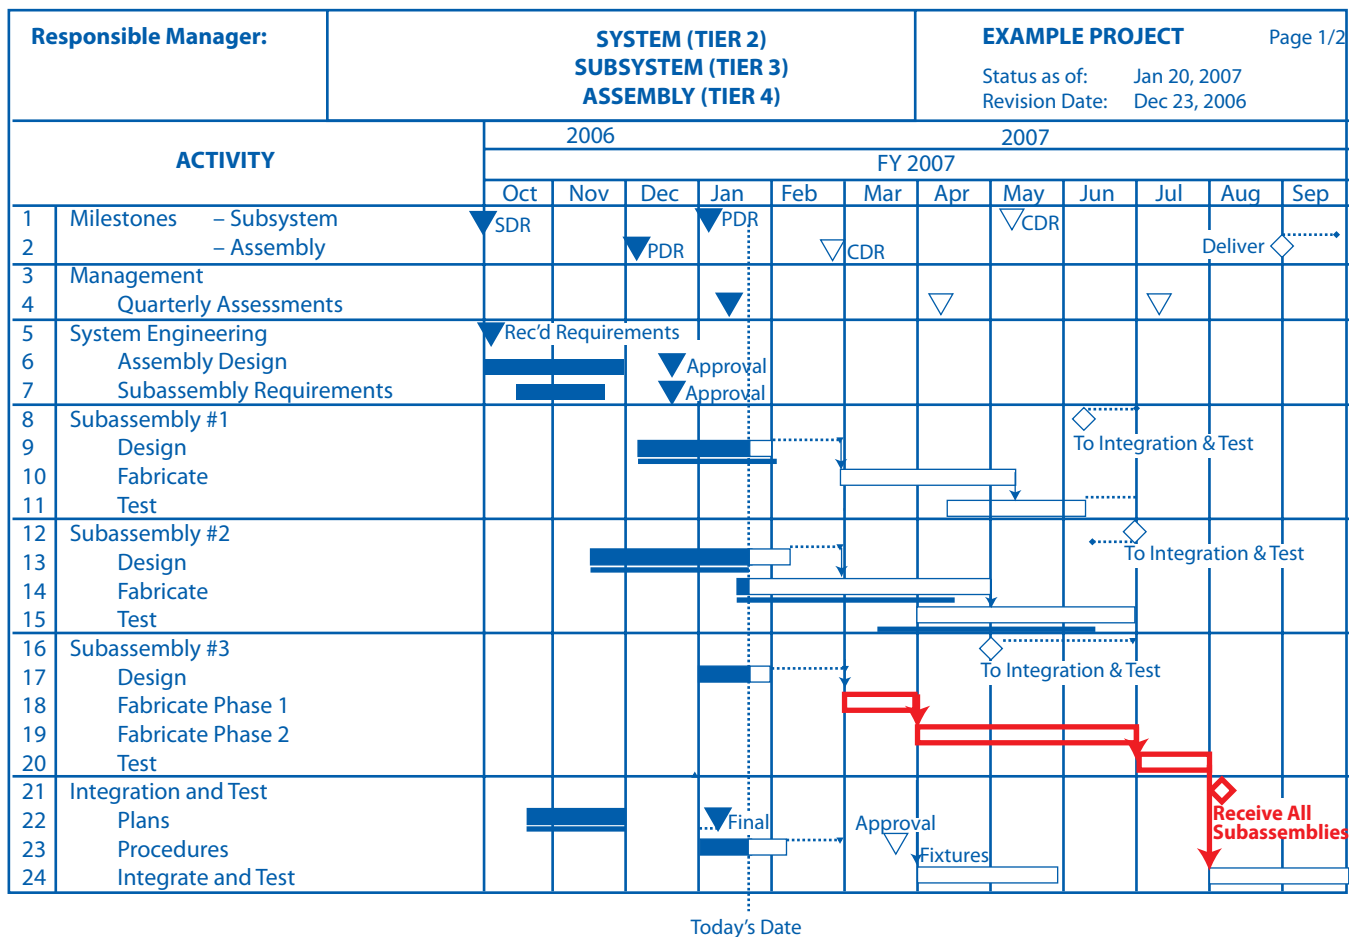 Responsible Manager:
SYSTEM (TIER 2)
SUBSYSTEM (TIER 3)
ASSEMBLY (TIER 4)
EXAMPLE PROJECT Page 1/2
Status as of: Jan 20, 2007
Revision Date: Dec 23, 2006
ACTIVITY
2006 2007
FY 2007
Oct Nov Dec Jan Feb Mar Apr May Jun Jul Aug Sep
1 Milestones – Subsystem SDR PDR CDR
2 – Assembly PDR CDR Deliver
3 Management
4 Quarterly Assessments
5 System Engineering Rec'd Requirements
6 Assembly Design Approval
7 Subassembly Requirements Approval
8 Subassembly #1
To Integration & Test
9 Design
10 Fabricate
11 Test
12 Subassembly #2
To Integration & Test
13 Design
14 Fabricate
15 Test
16 Subassembly #3
To Integration & Test
17 Design
18 Fabricate Phase 1
19 Fabricate Phase 2
20 Test
21 Integration and Test
Receive All
Subassemblies
22 Plans Final Approval
23 Procedures Fixtures
24 Integrate and Test
Today's Date